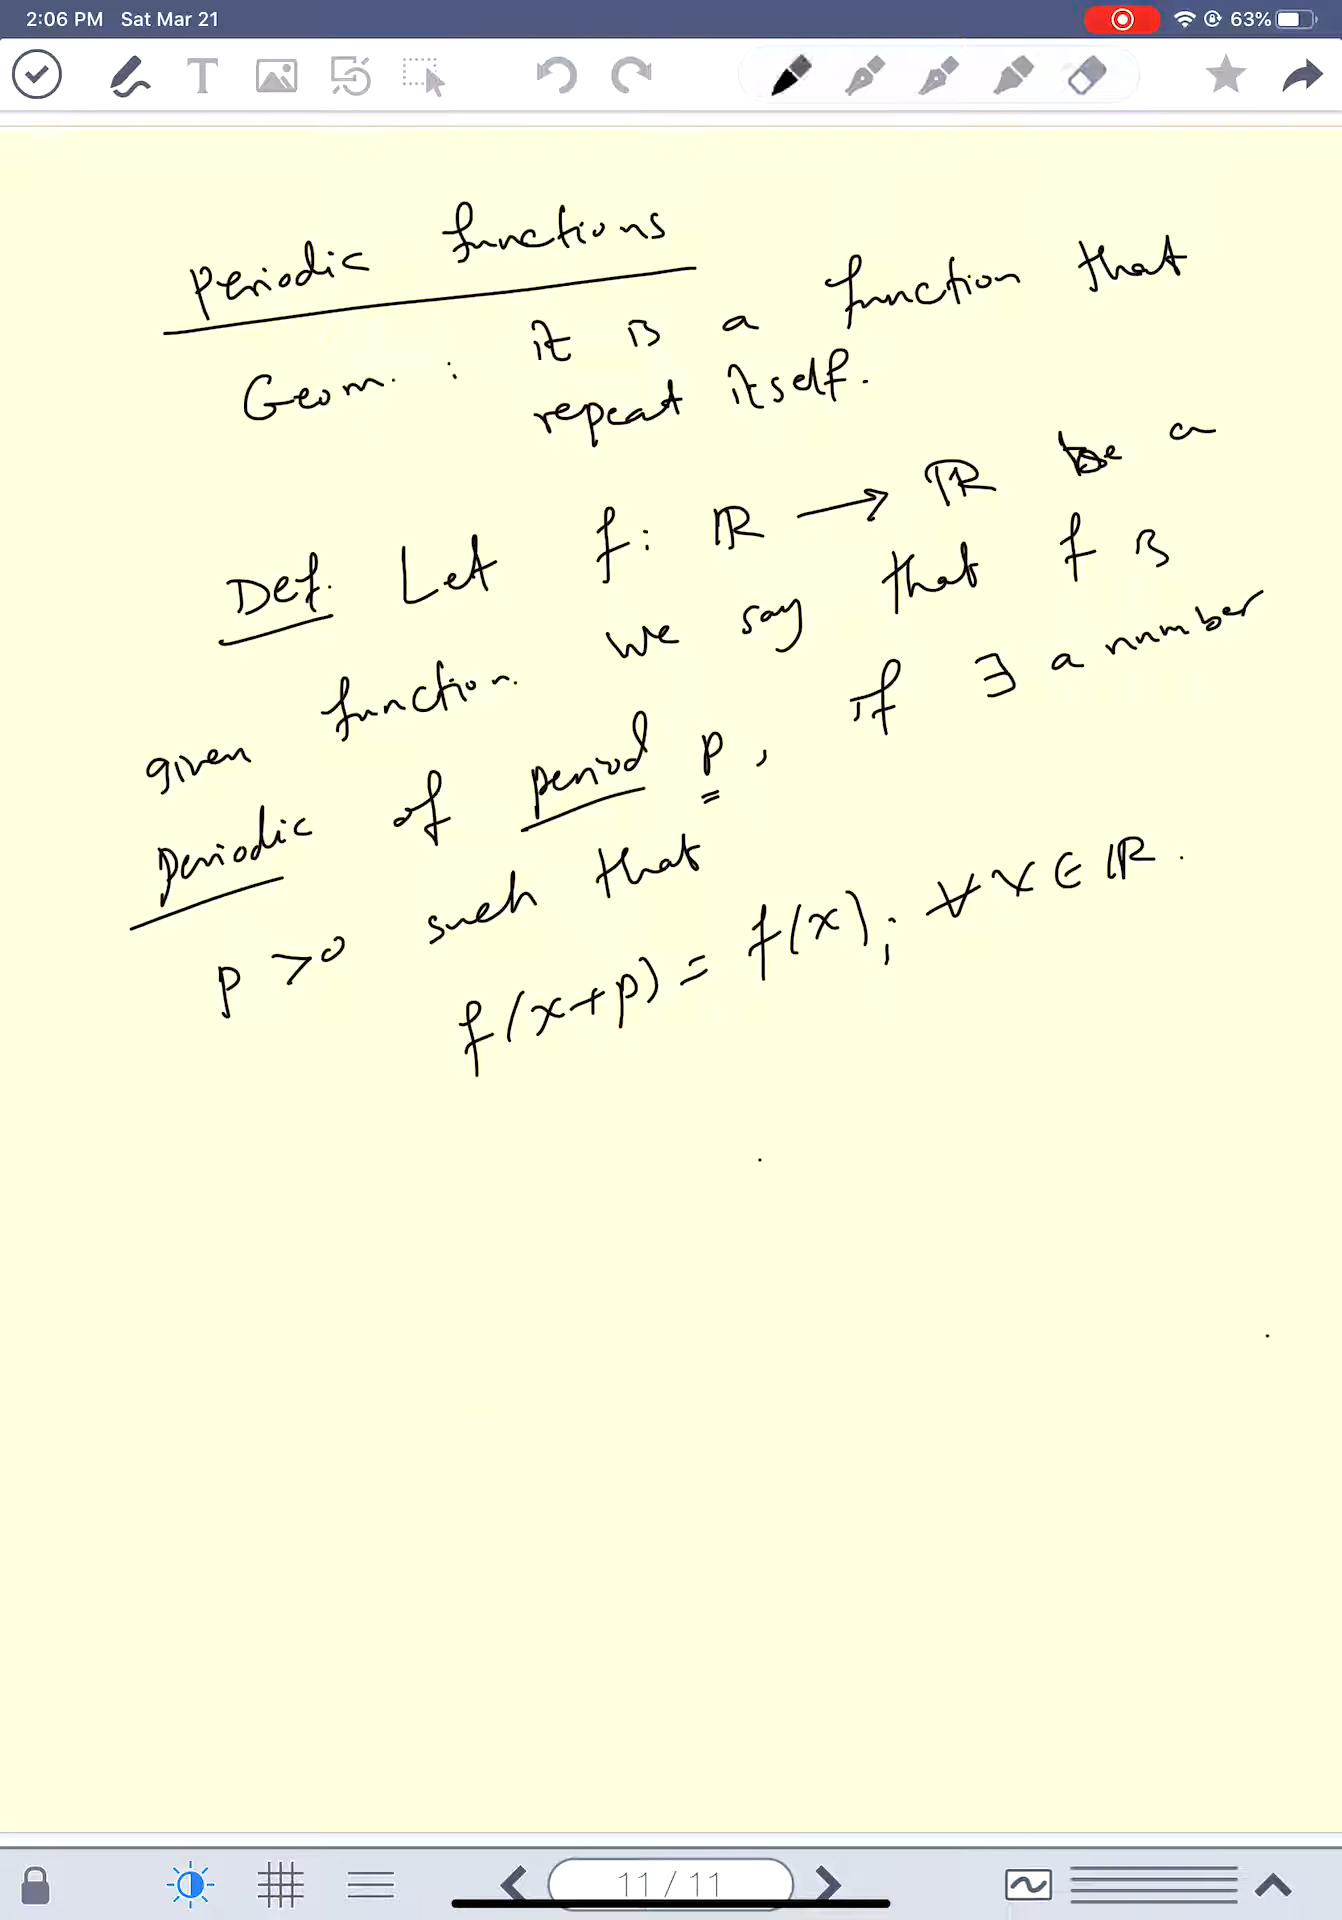 2:06 PM Sat Mar 21 63%
T
Periodic functions
Geom. : it is a function that
repeat itself.
Def. Let f: ℝ ⟶ ℝ be a
given function. We say that f is
periodic of period p, if ∃ a number
p >0 such that
f(x+p) = f(x); ∀ x ∈ ℝ.
11 / 11